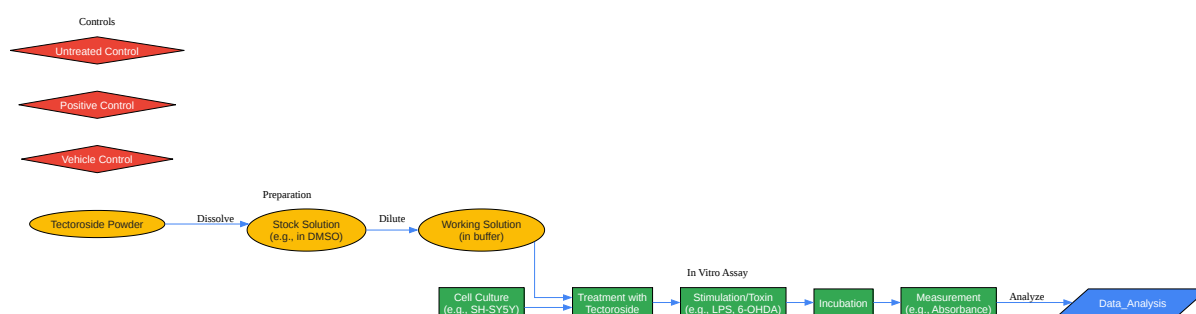 Controls
Untreated Control
Positive Control
Vehicle Control
Preparation
Tectoroside Powder
Dissolve
Stock Solution
(e.g., in DMSO)
Dilute
Working Solution
(in buffer)
In Vitro Assay
Cell Culture
(e.g., SH-SY5Y)
Treatment with
Tectoroside
Stimulation/Toxin
(e.g., LPS, 6-OHDA)
Incubation
Measurement
(e.g., Absorbance)
Analyze
Data_Analysis